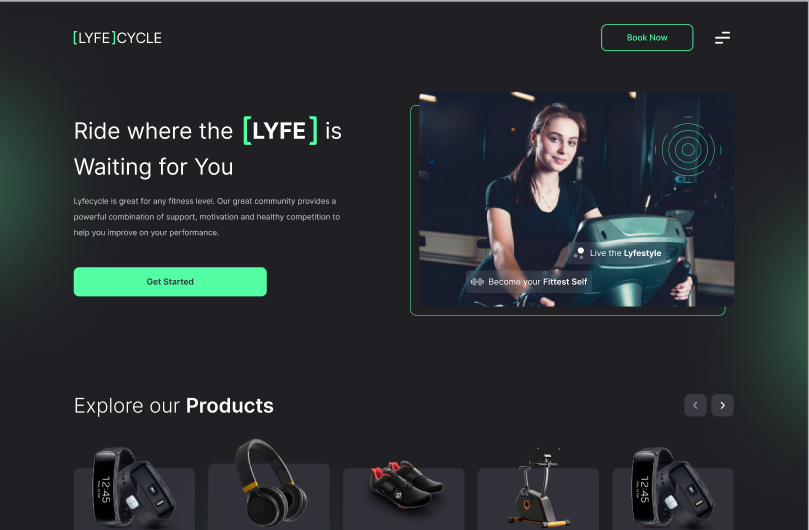 [LYFE]CYCLE
Book Now
Ride where the [LYFE] is
Waiting for You
Lyfecycle is great for any fitness level. Our great community provides a
powerful combination of support, motivation and healthy competition to
help you improve on your performance.
Get Started
Live the Lyfestyle
Become your Fittest Self
Explore our Products
12:45
12:45